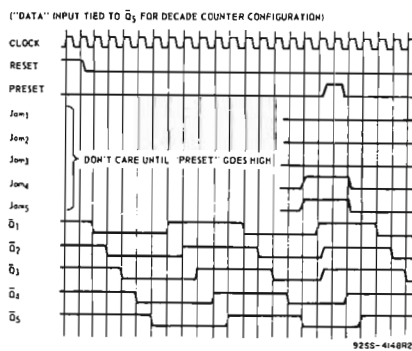 ("DATA" INPUT TIED TO Q̅5 FOR DECADE COUNTER CONFIGURATION)
CLOCK
RESET
PRESET
Jam1
Jam2
Jam3
DON'T CARE UNTIL "PRESET" GOES HIGH
Jam4
Jam5
Q̅1
Q̅2
Q̅3
Q̅4
Q̅5
92SS-4148R2